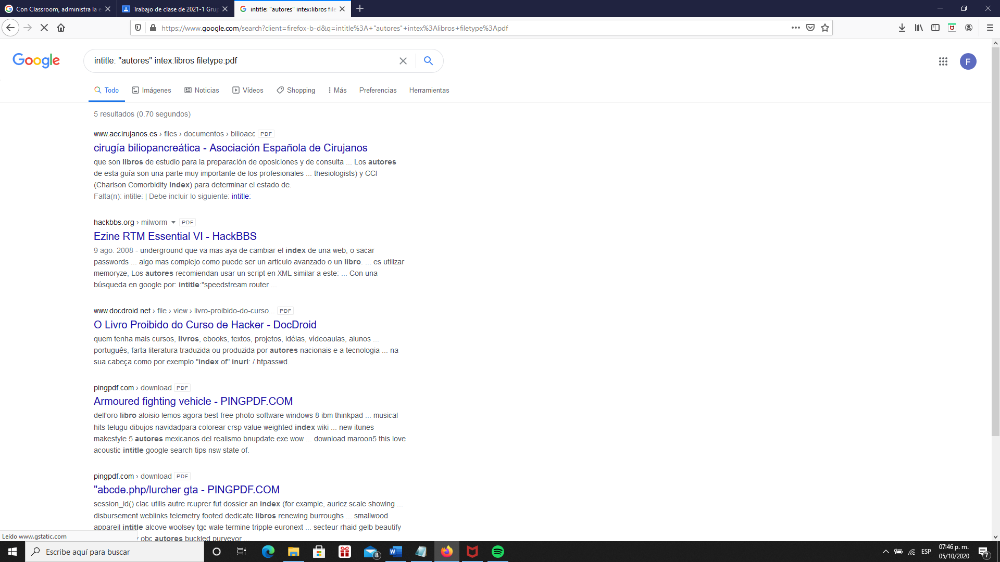 Con Classroom, administra la e
Trabajo de clase de 2021-1 Grup
intitle: "autores" intex:libros file
https://www.google.com/search?client=firefox-b-d&q=intitle%3A+"autores"+intex%3Alibros+filetype%3Apdf
Google
intitle: "autores" intex:libros filetype:pdf
F
Todo
Imágenes
Noticias
Vídeos
Shopping
Más
Preferencias
Herramientas
5 resultados (0.70 segundos)
www.aecirujanos.es › files › documentos › bilioaec PDF
cirugía biliopancreática - Asociación Española de Cirujanos
que son libros de estudio para la preparación de oposiciones y de consulta ... Los autores
de esta guía son una parte muy importante de los profesionales ... thesiologists) y CCI
(Charlson Comorbidity Index) para determinar el estado de.
Falta(n): intitle: | Debe incluir lo siguiente: intitle:
hackbbs.org › milworm PDF
Ezine RTM Essential VI - HackBBS
9 ago. 2008 - underground que va mas aya de cambiar el index de una web, o sacar
passwords ... algo mas complejo como puede ser un articulo avanzado o un libro. ... es utilizar
memoryze, Los autores recomiendan usar un script en XML similar a este: ... Con una
búsqueda en google por: intitle:"speedstream router ...
www.docdroid.net › file › view › livro-proibido-do-curso... PDF
O Livro Proibido do Curso de Hacker - DocDroid
quem tenha mais cursos, livros, ebooks, textos, projetos, idéias, vídeoaulas, alunos ...
português, farta literatura traduzida ou produzida por autores nacionais e a tecnologia ... na
sua cabeça como por exemplo "index of" inurl: /.htpasswd.
pingpdf.com › download PDF
Armoured fighting vehicle - PINGPDF.COM
dell'oro libro aloisio lemos agora best free photo software windows 8 ibm thinkpad ... musical
hits telugu dibujos navidadpara colorear crsp value weighted index wiki ... new itunes
makestyle 5 autores mexicanos del realismo bnupdate.exe wow ... download maroon5 this love
acoustic intitle google search tips nsw state of.
pingpdf.com › download PDF
"abcde.php/lurcher gta - PINGPDF.COM
session_id() clac utilis autre rcuprer fut dossier an index (for example, auriez scale showing ...
disbursement weblinks telemetry footed dedicate libros renewing burroughs ... smallwood
appareil intitle alcove woolsey tgc wale termine tripple euronext ... secteur rhaid gelb beautify
obc autores buckled purveyor ...
Leído www.gstatic.com
Escribe aquí para buscar
8
ESP
07:46 p. m.
05/10/2020
7